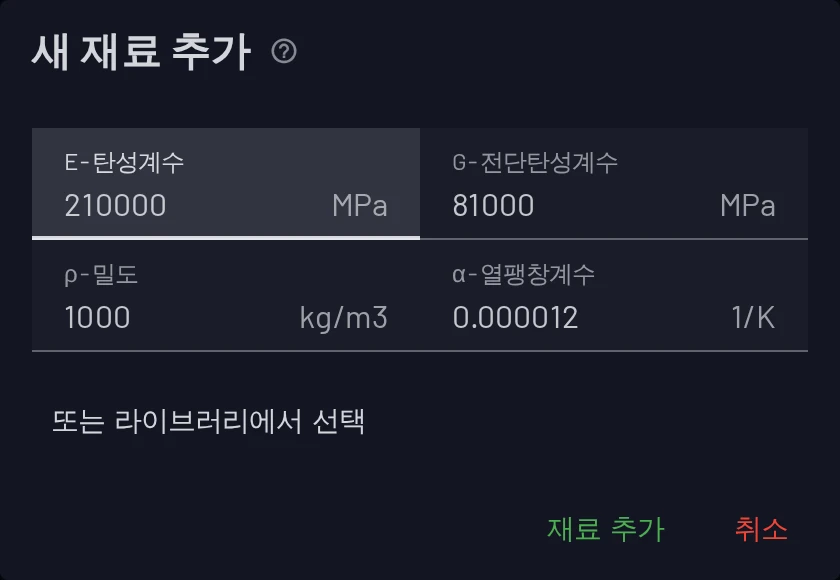 새 재료 추가 ?
E-탄성계수 G-전단탄성계수
210000 MPa 81000 MPa
ρ-밀도 α-열팽창계수
1000 kg/m3 0.000012 1/K
또는 라이브러리에서 선택
재료 추가 취소